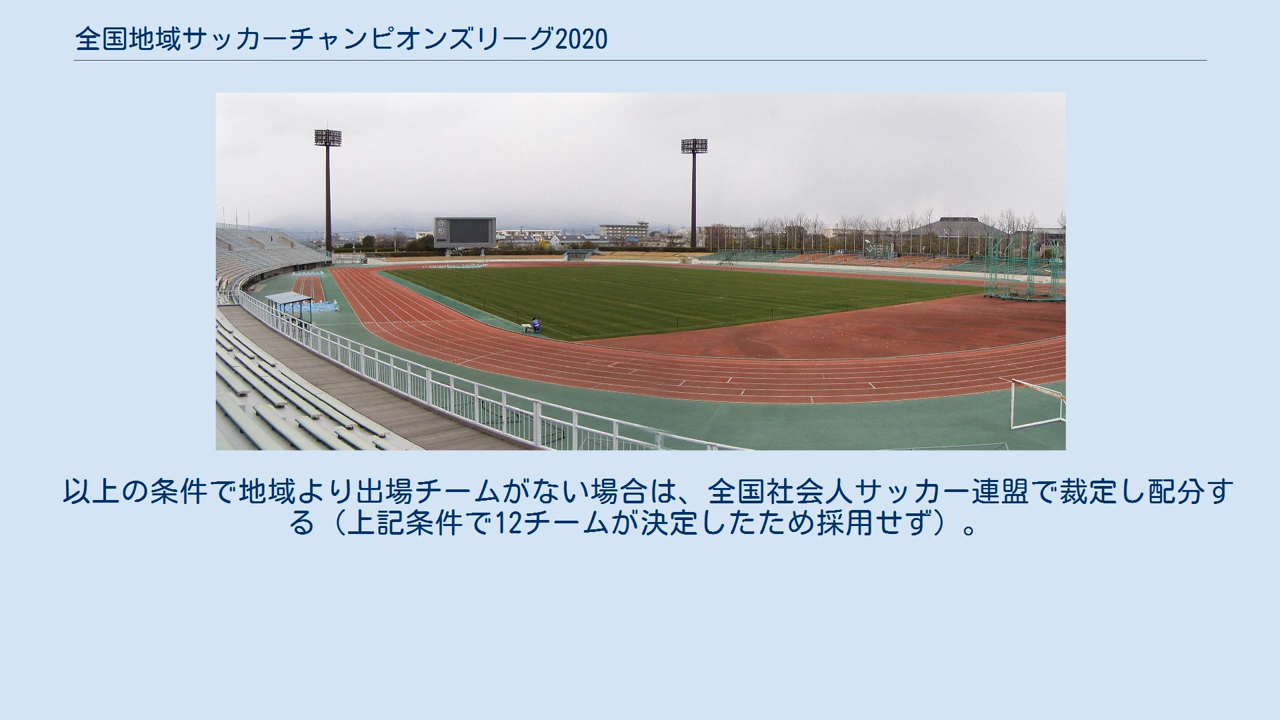 全国地域サッカーチャンピオンズリーグ2020
以上の条件で地域より出場チームがない場合は、全国社会人サッカー連盟で裁定し配分す
る（上記条件で12チームが決定したため採用せず）。